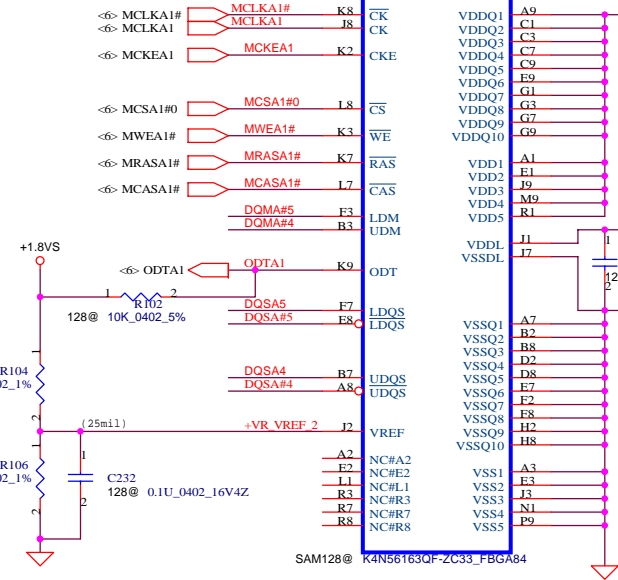 <6> MCLKA1# MCLKA1# K8 CK VDDQ1 A9
<6> MCLKA1 MCLKA1 J8 CK VDDQ2 C1
VDDQ3 C3
<6> MCKEA1 MCKEA1 K2 CKE VDDQ4 C7
VDDQ5 C9
VDDQ6 E9
VDDQ7 G1
<6> MCSA1#0 MCSA1#0 L8 CS VDDQ8 G3
VDDQ9 G7
<6> MWEA1# MWEA1# K3 WE VDDQ10 G9
<6> MRASA1# MRASA1# K7 RAS VDD1 A1
VDD2 E1
<6> MCASA1# MCASA1# L7 CAS VDD3 J9
VDD4 M9
DQMA#5 F3 LDM VDD5 R1
DQMA#4 B3 UDM
+1.8VS VDDL J1 1
VSSDL J7
<6> ODTA1 ODTA1 K9 ODT
12
2
1 2
R102
128@ 10K_0402_5%
DQSA5 F7 LDQS
DQSA#5 E8 LDQS VSSQ1 A7
VSSQ2 B2
VSSQ3 B8
1 VSSQ4 D2
R104 DQSA4 B7 UDQS VSSQ5 D8
02_1% DQSA#4 A8 UDQS VSSQ6 E7
VSSQ7 F2
2 VSSQ8 F8
(25mil) +VR_VREF_2 J2 VREF VSSQ9 H2
1 VSSQ10 H8
1 A2 NC#A2
R106 E2 NC#E2 VSS1 A3
02_1% C232 L1 NC#L1 VSS2 E3
128@ 0.1U_0402_16V4Z R3 NC#R3 VSS3 J3
2 2 R7 NC#R7 VSS4 N1
R8 NC#R8 VSS5 P9
SAM128@ K4N56163QF-ZC33_FBGA84